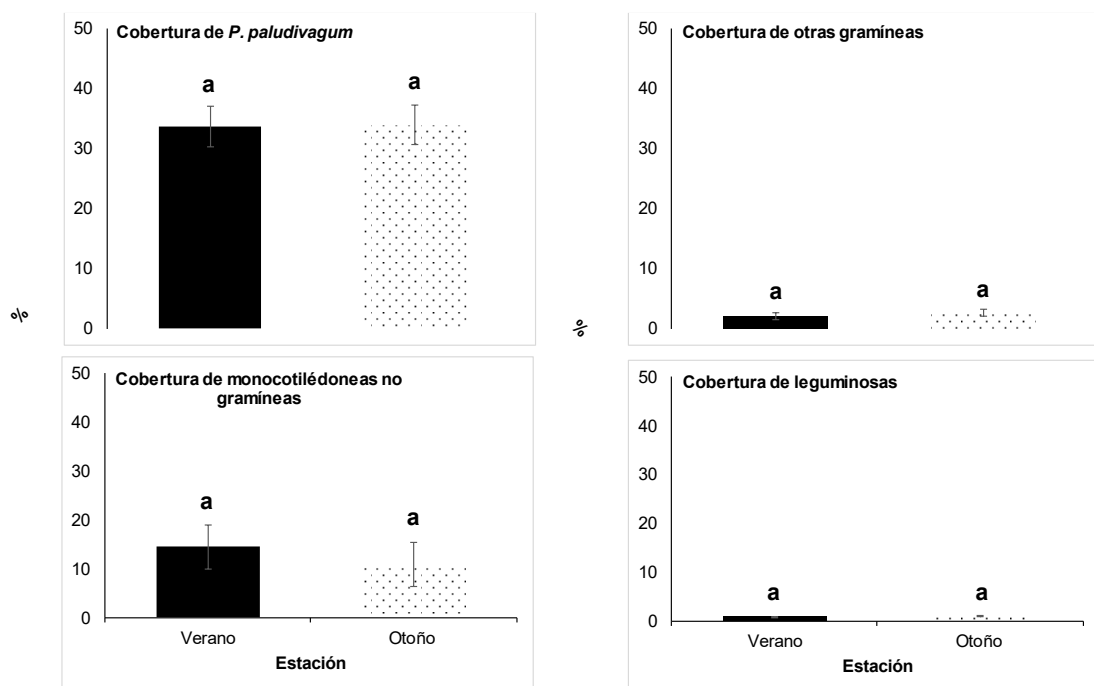 Cobertura de P. paludivagum
50
40
30
20
10
0
a
a
%
Cobertura de otras gramíneas
50
40
30
20
10
0
a
a
%
Cobertura de monocotilédoneas no
gramíneas
50
40
30
20
10
0
a
a
Verano
Otoño
Estación
Cobertura de leguminosas
50
40
30
20
10
0
a
a
Verano
Otoño
Estación